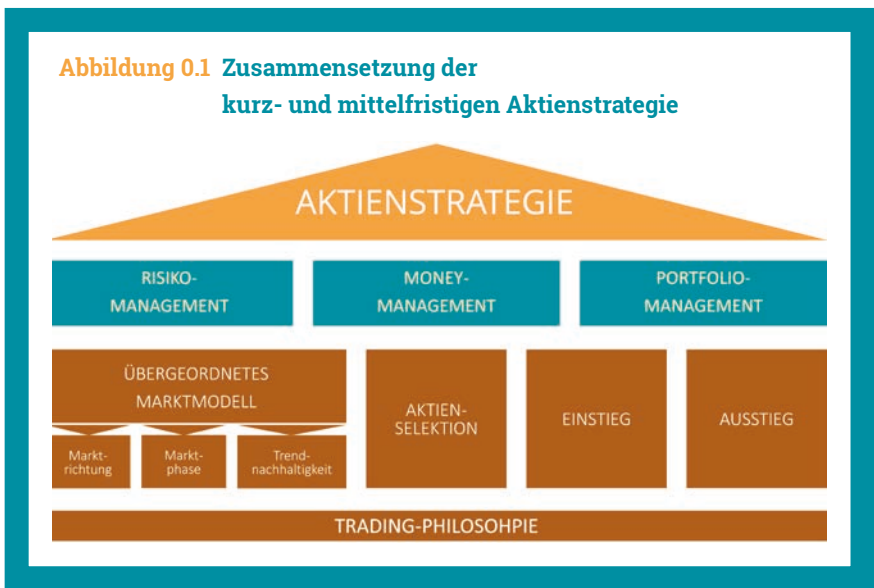 Abbildung 0.1 Zusammensetzung der
kurz- und mittelfristigen Aktienstrategie
AKTIENSTRATEGIE
RISIKO-
MANAGEMENT
MONEY-
MANAGEMENT
PORTFOLIO-
MANAGEMENT
ÜBERGEORDNETES
MARKTMODELL
Markt-
richtung
Markt-
phase
Trend-
nachhaltigkeit
AKTIEN-
SELEKTION
EINSTIEG
AUSSTIEG
TRADING-PHILOSOHPIE